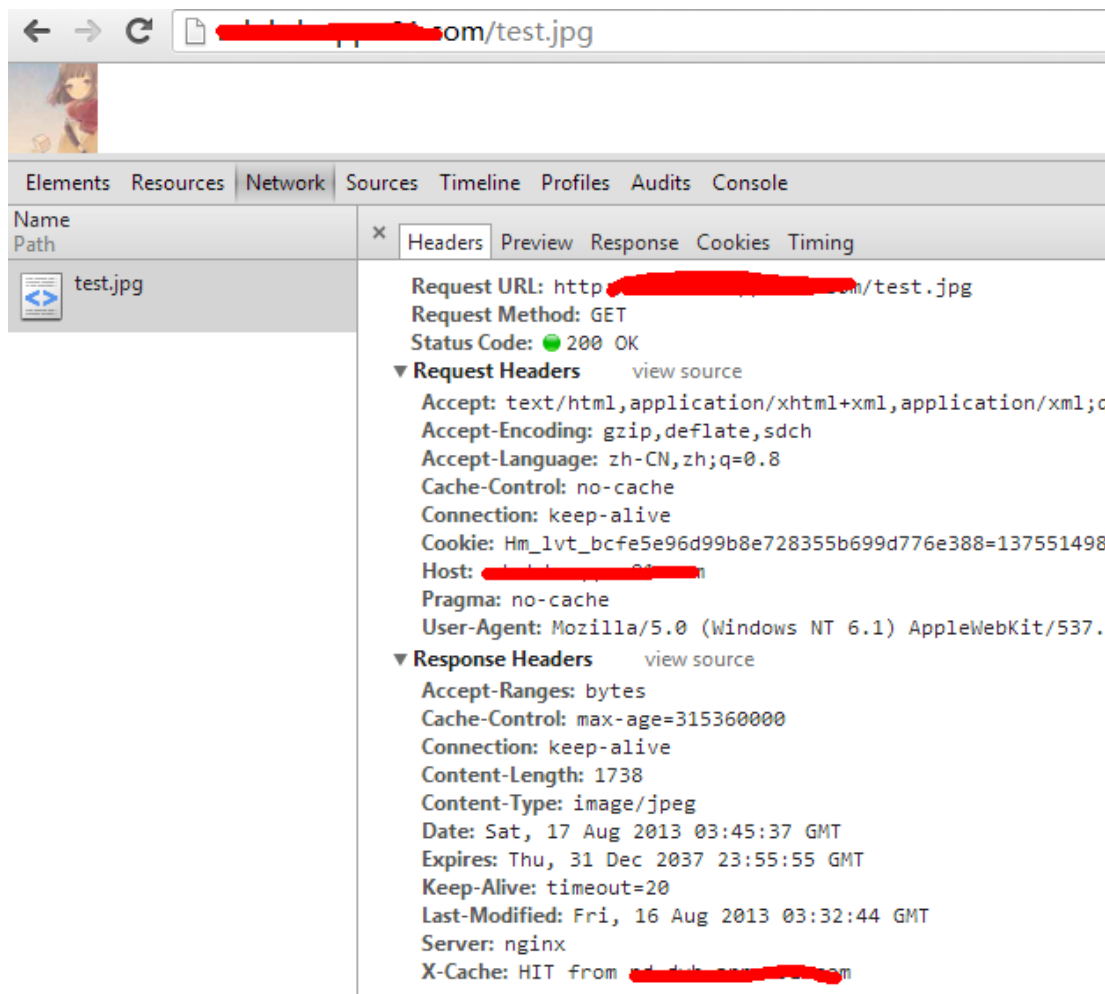 om/test.jpg
Elements Resources Network Sources Timeline Profiles Audits Console
Name
Path
× Headers Preview Response Cookies Timing
test.jpg
Request URL: http /test.jpg
Request Method: GET
Status Code: 200 OK
▼ Request Headers view source
Accept: text/html,application/xhtml+xml,application/xml;
Accept-Encoding: gzip,deflate,sdch
Accept-Language: zh-CN,zh;q=0.8
Cache-Control: no-cache
Connection: keep-alive
Cookie: Hm_lvt_bcfe5e96d99b8e728355b699d776e388=137551498
Host:
Pragma: no-cache
User-Agent: Mozilla/5.0 (Windows NT 6.1) AppleWebKit/537.
▼ Response Headers view source
Accept-Ranges: bytes
Cache-Control: max-age=315360000
Connection: keep-alive
Content-Length: 1738
Content-Type: image/jpeg
Date: Sat, 17 Aug 2013 03:45:37 GMT
Expires: Thu, 31 Dec 2037 23:55:55 GMT
Keep-Alive: timeout=20
Last-Modified: Fri, 16 Aug 2013 03:32:44 GMT
Server: nginx
X-Cache: HIT from